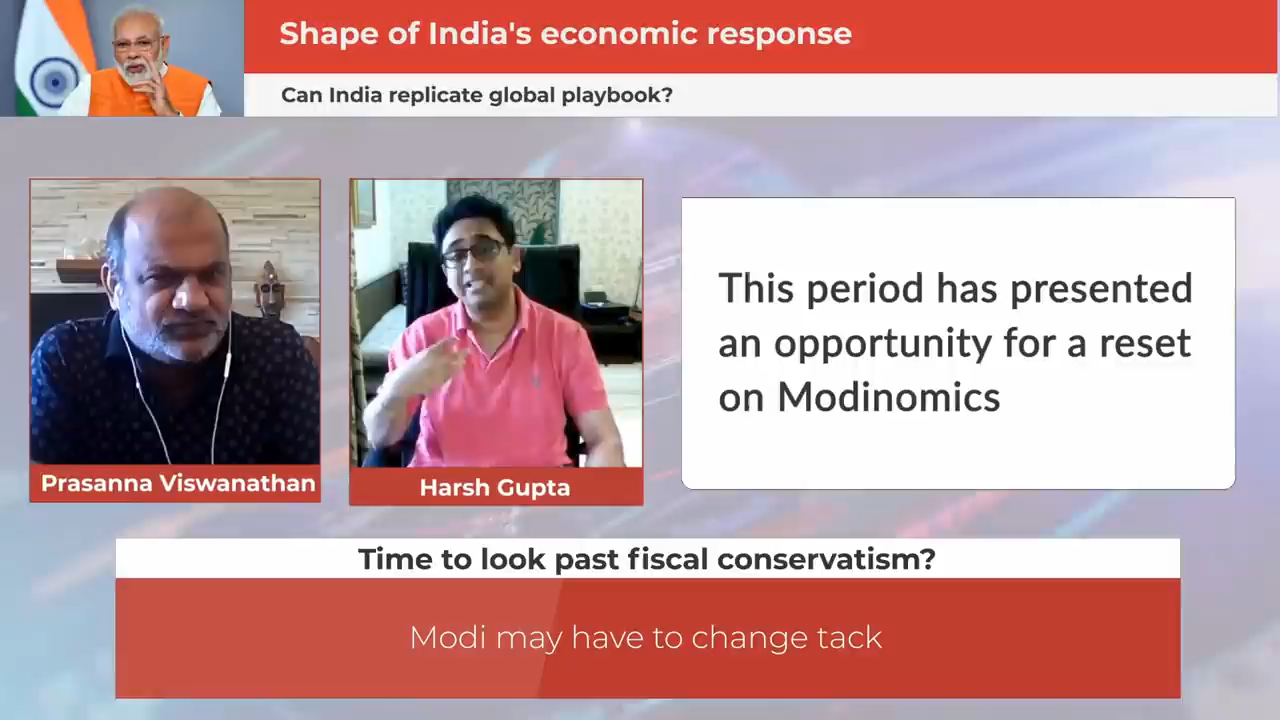 Shape of India's economic response
Can India replicate global playbook?
This period has presented
an opportunity for a reset
on Modinomics
Prasanna Viswanathan
Harsh Gupta
Time to look past fiscal conservatism?
Modi may have to change tack